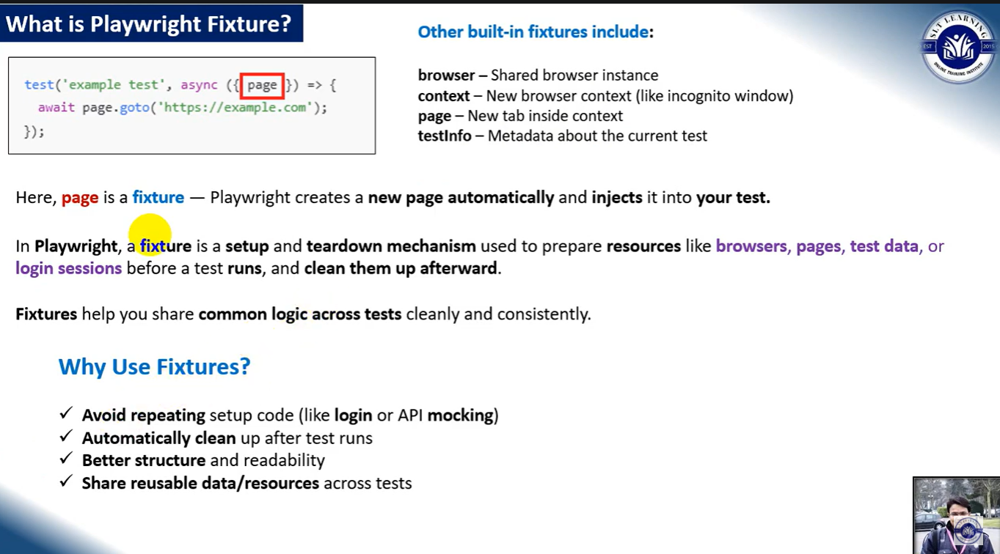 What is Playwright Fixture?
test('example test', async ({ page }) => {
await page.goto('https://example.com');
});
Other built-in fixtures include:
browser – Shared browser instance
context – New browser context (like incognito window)
page – New tab inside context
testInfo – Metadata about the current test
SLT LEARNING
EST 2015
ONLINE TRAINING INSTITUTE
Here, page is a fixture — Playwright creates a new page automatically and injects it into your test.
In Playwright, a fixture is a setup and teardown mechanism used to prepare resources like browsers, pages, test data, or
login sessions before a test runs, and clean them up afterward.
Fixtures help you share common logic across tests cleanly and consistently.
Why Use Fixtures?
✓ Avoid repeating setup code (like login or API mocking)
✓ Automatically clean up after test runs
✓ Better structure and readability
✓ Share reusable data/resources across tests